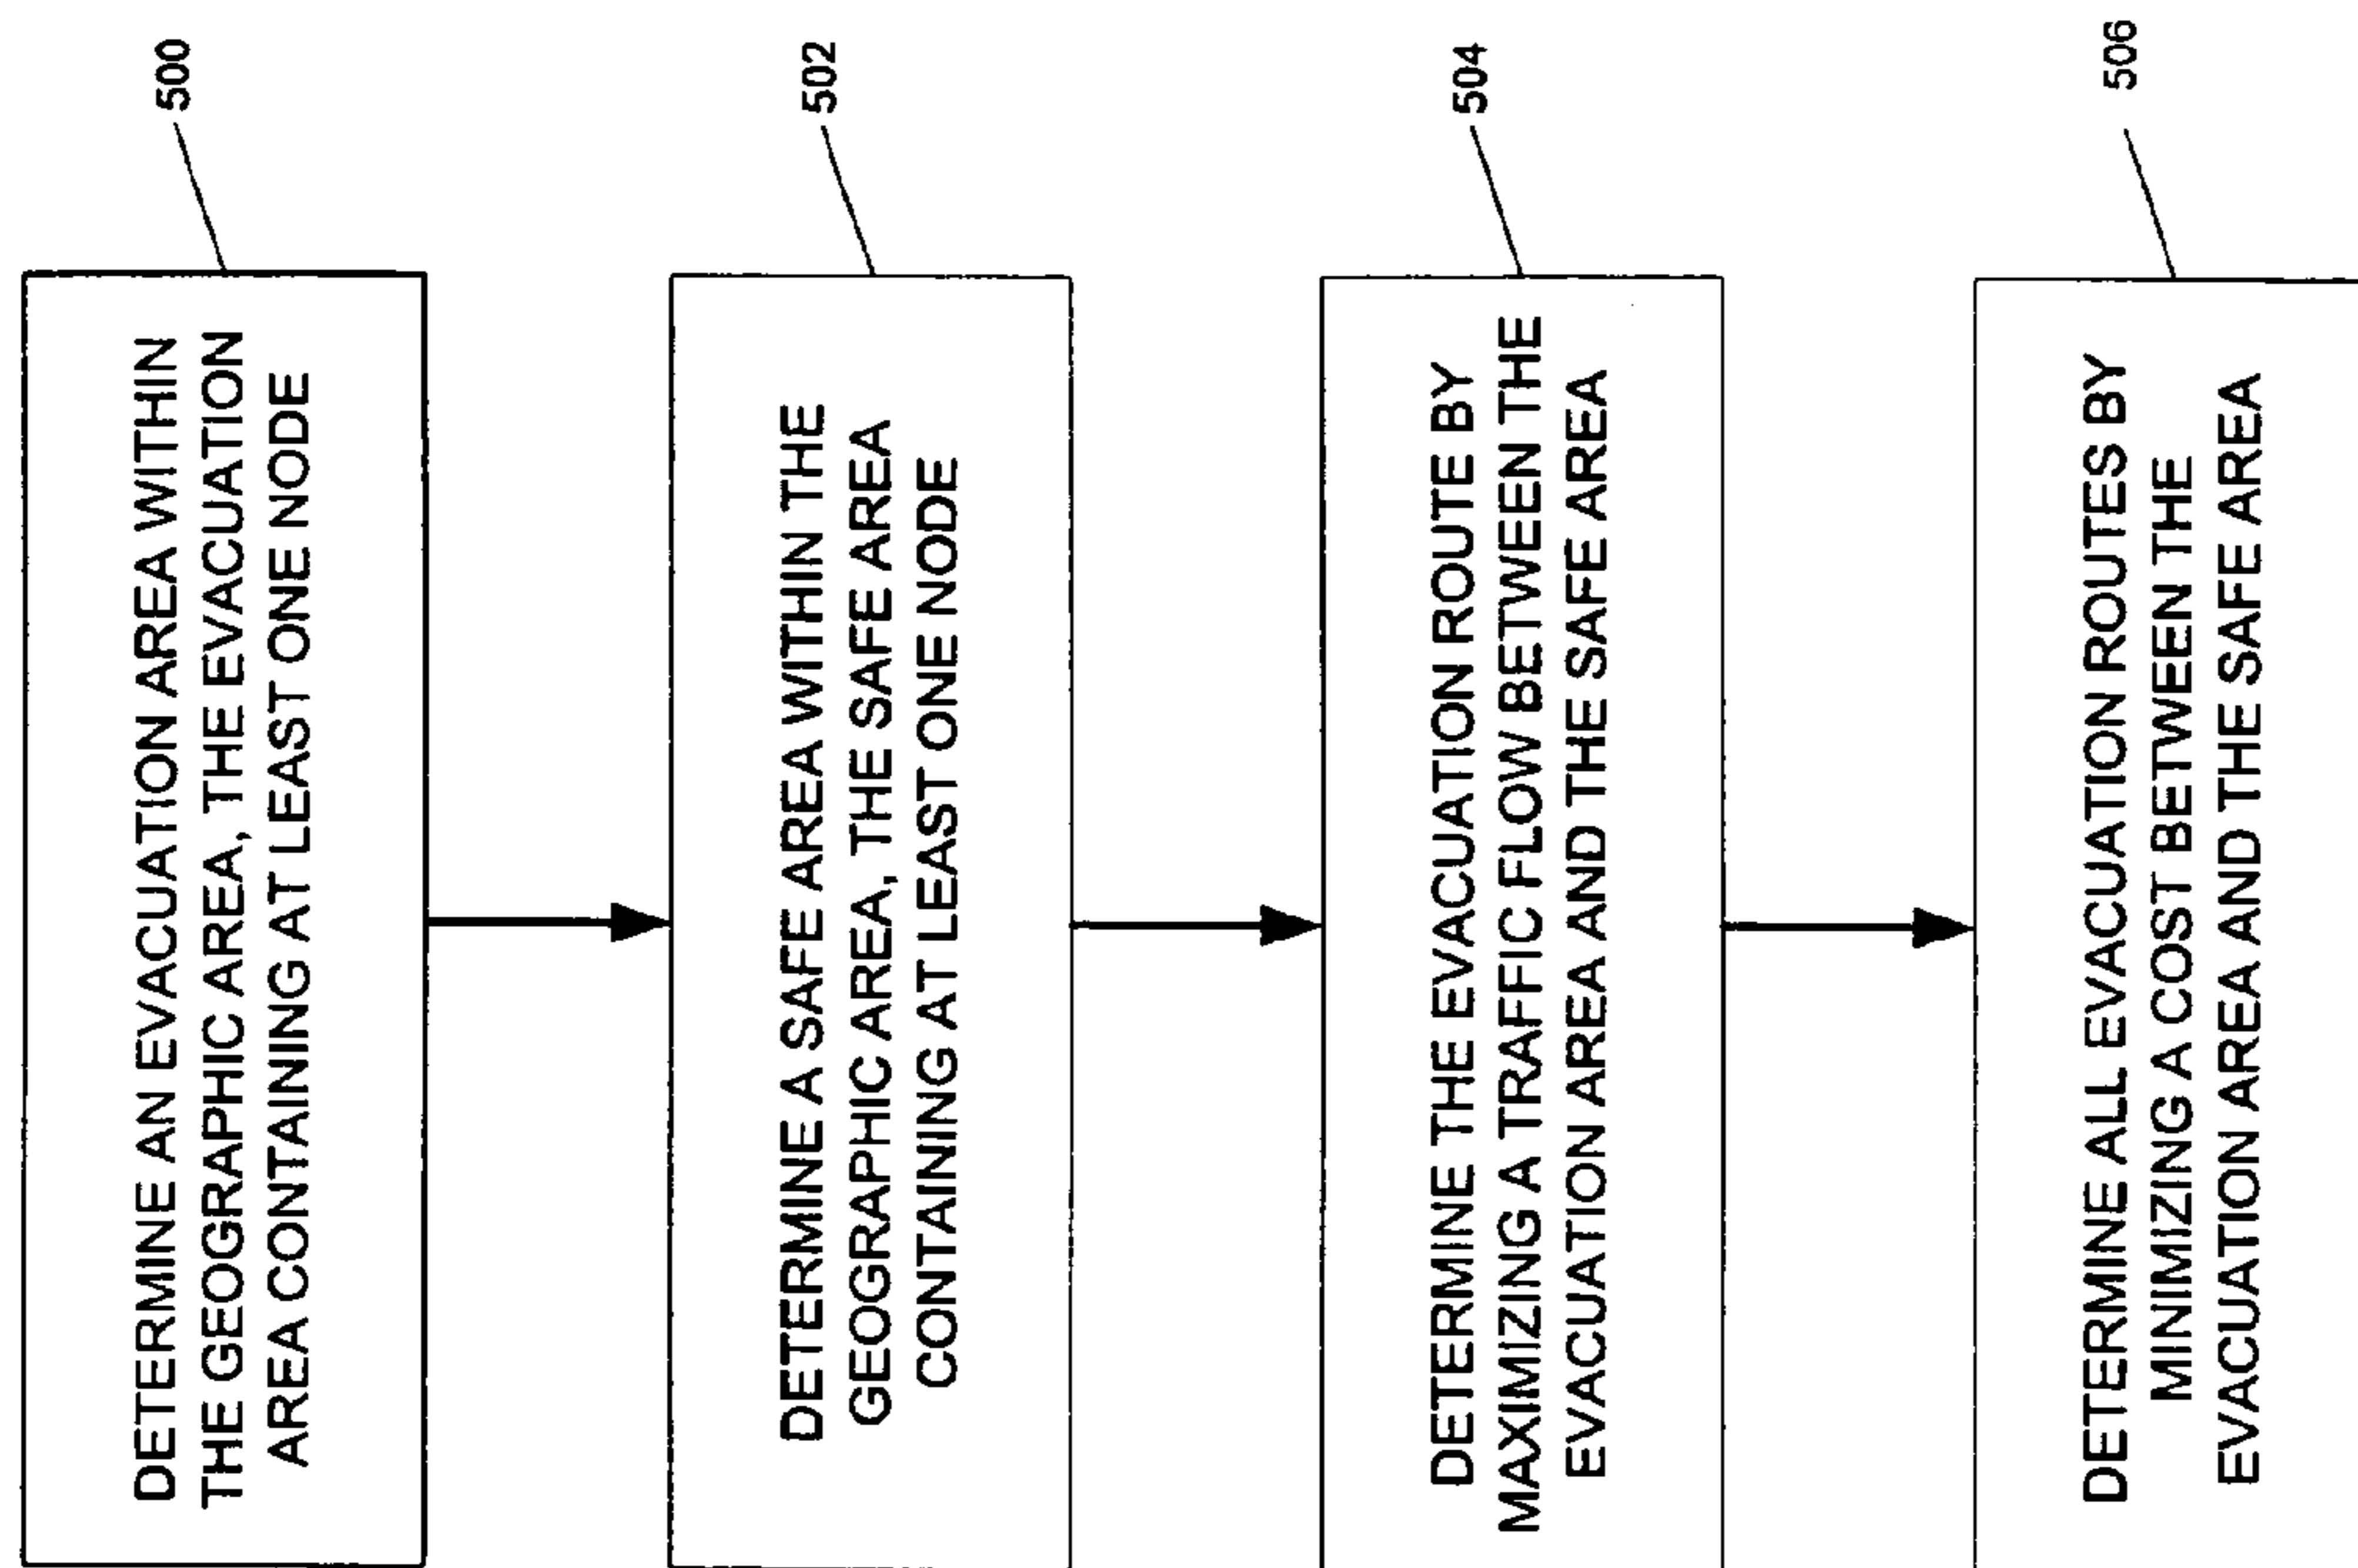 500
DETERMINE AN EVACUATION AREA WITHIN
THE GEOGRAPHIC AREA, THE EVACUATION
AREA CONTAINING AT LEAST ONE NODE
502
DETERMINE A SAFE AREA WITHIN THE
GEOGRAPHIC AREA, THE SAFE AREA
CONTAINING AT LEAST ONE NODE
504
DETERMINE THE EVACUATION ROUTE BY
MAXIMIZING A TRAFFIC FLOW BETWEEN THE
EVACUATION AREA AND THE SAFE AREA
506
DETERMINE ALL EVACUATION ROUTES BY
MINIMIZING A COST BETWEEN THE
EVACUATION AREA AND THE SAFE AREA